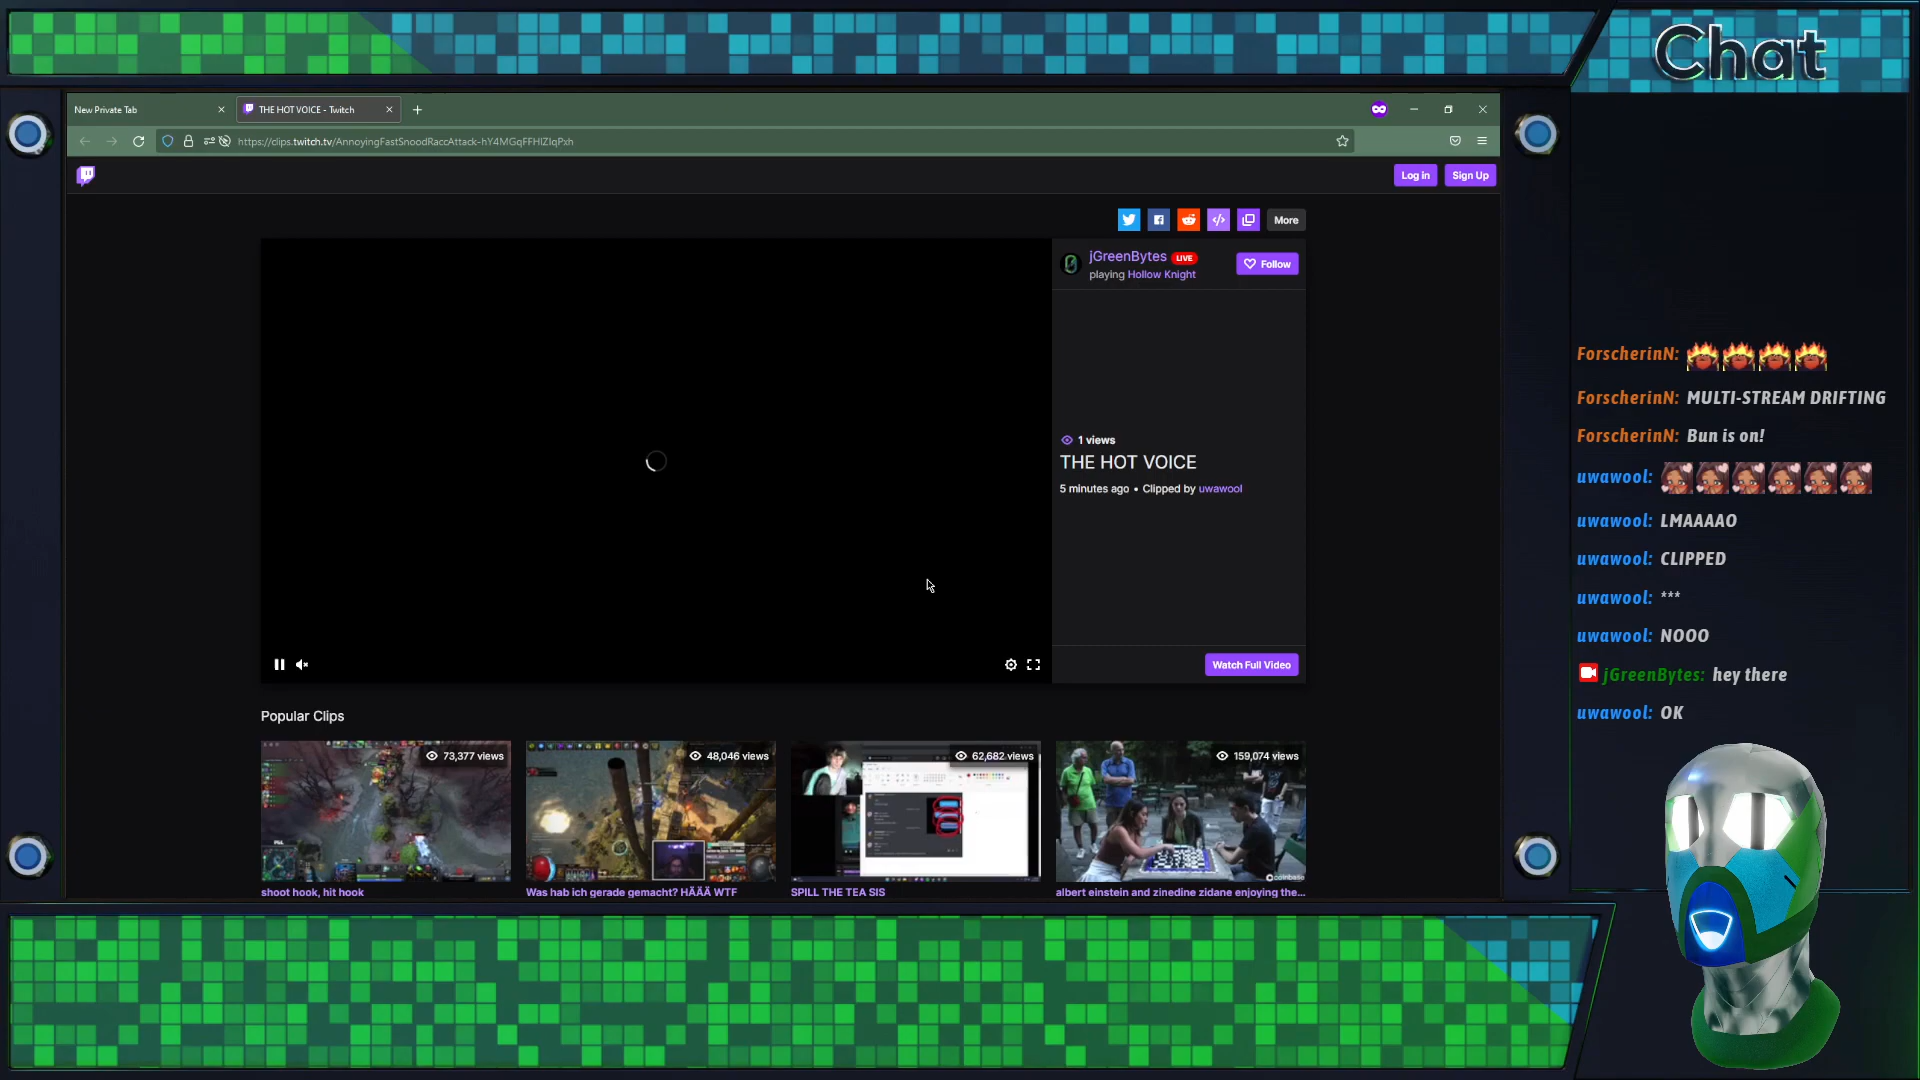 Chat
New Private Tab
THE HOT VOICE - Twitch
https://clips.twitch.tv/AnnoyingFastSnoodRaccAttack-hY4MGqFFHIZIqPxh
Log in
Sign Up
More
jGreenBytes LIVE
playing Hollow Knight
Follow
1 views
THE HOT VOICE
5 minutes ago • Clipped by uwawool
Watch Full Video
Popular Clips
73,377 views
48,046 views
62,682 views
159,074 views
coinbase
shoot hook, hit hook
Was hab ich gerade gemacht? HÄÄÄ WTF
SPILL THE TEA SIS
albert einstein and zinedine zidane enjoying the...
ForscherinN:
ForscherinN: MULTI-STREAM DRIFTING
ForscherinN: Bun is on!
uwawool:
uwawool: LMAAAAO
uwawool: CLIPPED
uwawool: ***
uwawool: NOOO
jGreenBytes: hey there
uwawool: OK